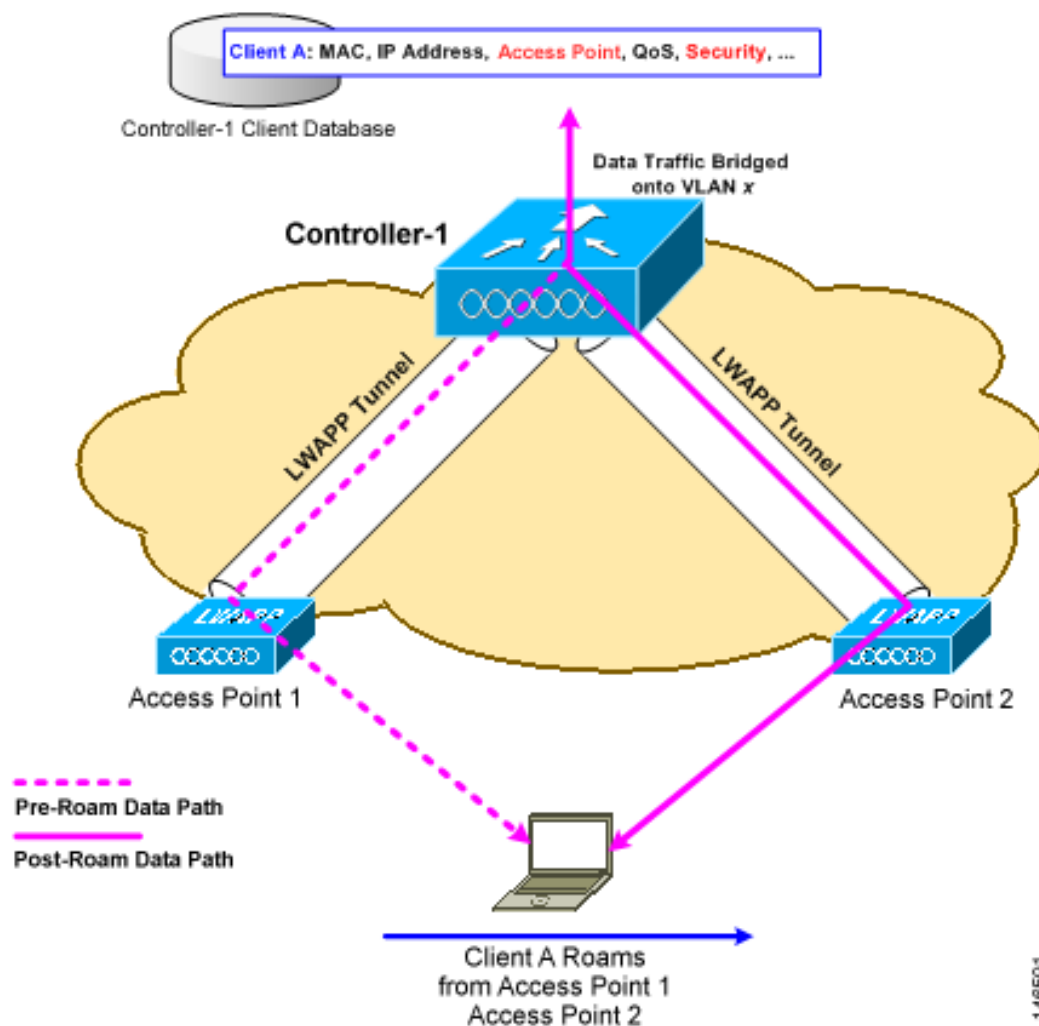 Client A: MAC, IP Address, Access Point, QoS, Security, ...
Controller-1 Client Database
Data Traffic Bridged
onto VLAN x
Controller-1
LWAPP Tunnel
LWAPP Tunnel
LWAPP
LWAPP
Access Point 1
Access Point 2
Pre-Roam Data Path
Post-Roam Data Path
Client A Roams
from Access Point 1
Access Point 2
146501